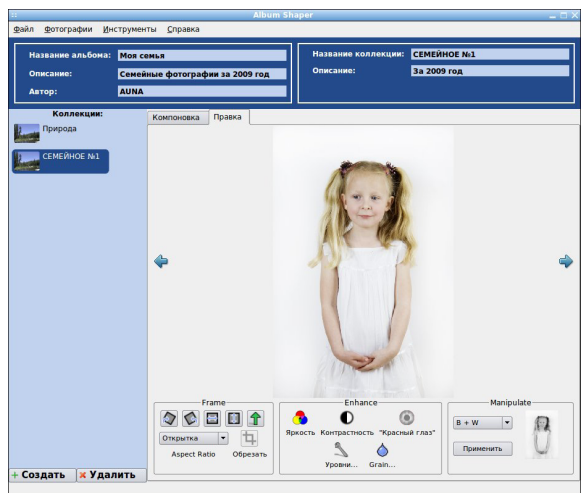 Album Shaper
Файл Фотографии Инструменты Справка
Название альбома: Моя семья
Описание: Семейные фотографии за 2009 год
Автор: AUNA
Название коллекции: СЕМЕЙНОЕ №1
Описание: За 2009 год
Коллекции:
Природа
СЕМЕЙНОЕ №1
Компоновка Правка
Frame
Открытка
Aspect Ratio Обрезать
Enhance
Яркость Контрастность "Красный глаз"
Уровни... Grain...
Manipulate
B + W
Применить
Создать Удалить